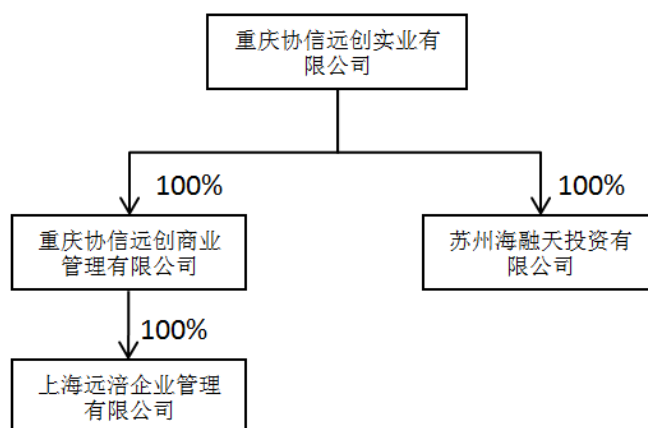 重庆协信远创实业有
限公司
100%
100%
重庆协信远创商业
管理有限公司
苏州海融天投资有
限公司
100%
上海远涪企业管理
有限公司